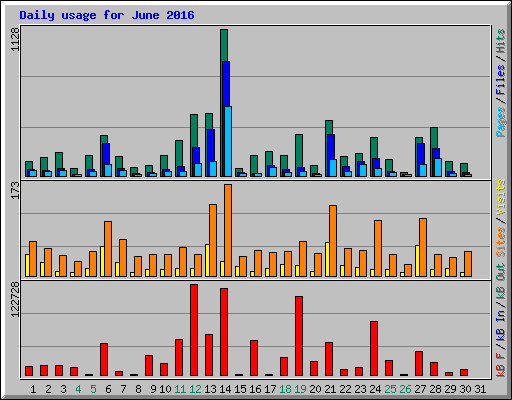 Daily usage for June 2016
1128
Pages / Files / Hits
173
Sites / Visits
122728
kB F / kB In / kB Out
1 2 3 4 5 6 7 8 9 10 11 12 13 14 15 16 17 18 19 20 21 22 23 24 25 26 27 28 29 30 31